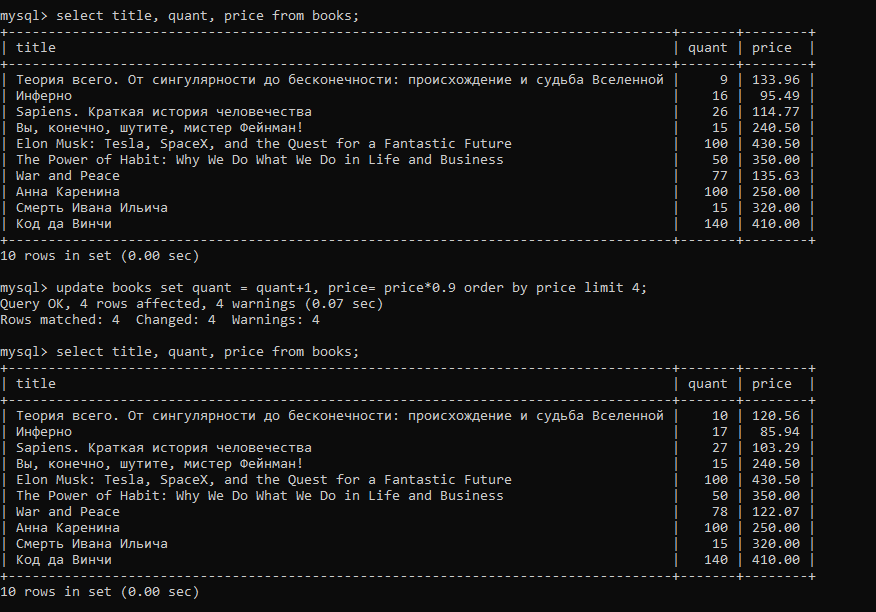 mysql> select title, quant, price from books;
+-----------------------------------------------------------------------------------+-------+--------+
| title                                                                             | quant | price  |
+-----------------------------------------------------------------------------------+-------+--------+
| Теория всего. От сингулярности до бесконечности: происхождение и судьба Вселенной |     9 | 133.96 |
| Инферно                                                                           |    16 |  95.49 |
| Sapiens. Краткая история человечества                                             |    26 | 114.77 |
| Вы, конечно, шутите, мистер Фейнман!                                              |    15 | 240.50 |
| Elon Musk: Tesla, SpaceX, and the Quest for a Fantastic Future                    |   100 | 430.50 |
| The Power of Habit: Why We Do What We Do in Life and Business                     |    50 | 350.00 |
| War and Peace                                                                     |    77 | 135.63 |
| Анна Каренина                                                                     |   100 | 250.00 |
| Смерть Ивана Ильича                                                               |    15 | 320.00 |
| Код да Винчи                                                                      |   140 | 410.00 |
+-----------------------------------------------------------------------------------+-------+--------+
10 rows in set (0.00 sec)
mysql> update books set quant = quant+1, price= price*0.9 order by price limit 4;
Query OK, 4 rows affected, 4 warnings (0.07 sec)
Rows matched: 4  Changed: 4  Warnings: 4
mysql> select title, quant, price from books;
+-----------------------------------------------------------------------------------+-------+--------+
| title                                                                             | quant | price  |
+-----------------------------------------------------------------------------------+-------+--------+
| Теория всего. От сингулярности до бесконечности: происхождение и судьба Вселенной |    10 | 120.56 |
| Инферно                                                                           |    17 |  85.94 |
| Sapiens. Краткая история человечества                                             |    27 | 103.29 |
| Вы, конечно, шутите, мистер Фейнман!                                              |    15 | 240.50 |
| Elon Musk: Tesla, SpaceX, and the Quest for a Fantastic Future                    |   100 | 430.50 |
| The Power of Habit: Why We Do What We Do in Life and Business                     |    50 | 350.00 |
| War and Peace                                                                     |    78 | 122.07 |
| Анна Каренина                                                                     |   100 | 250.00 |
| Смерть Ивана Ильича                                                               |    15 | 320.00 |
| Код да Винчи                                                                      |   140 | 410.00 |
+-----------------------------------------------------------------------------------+-------+--------+
10 rows in set (0.00 sec)